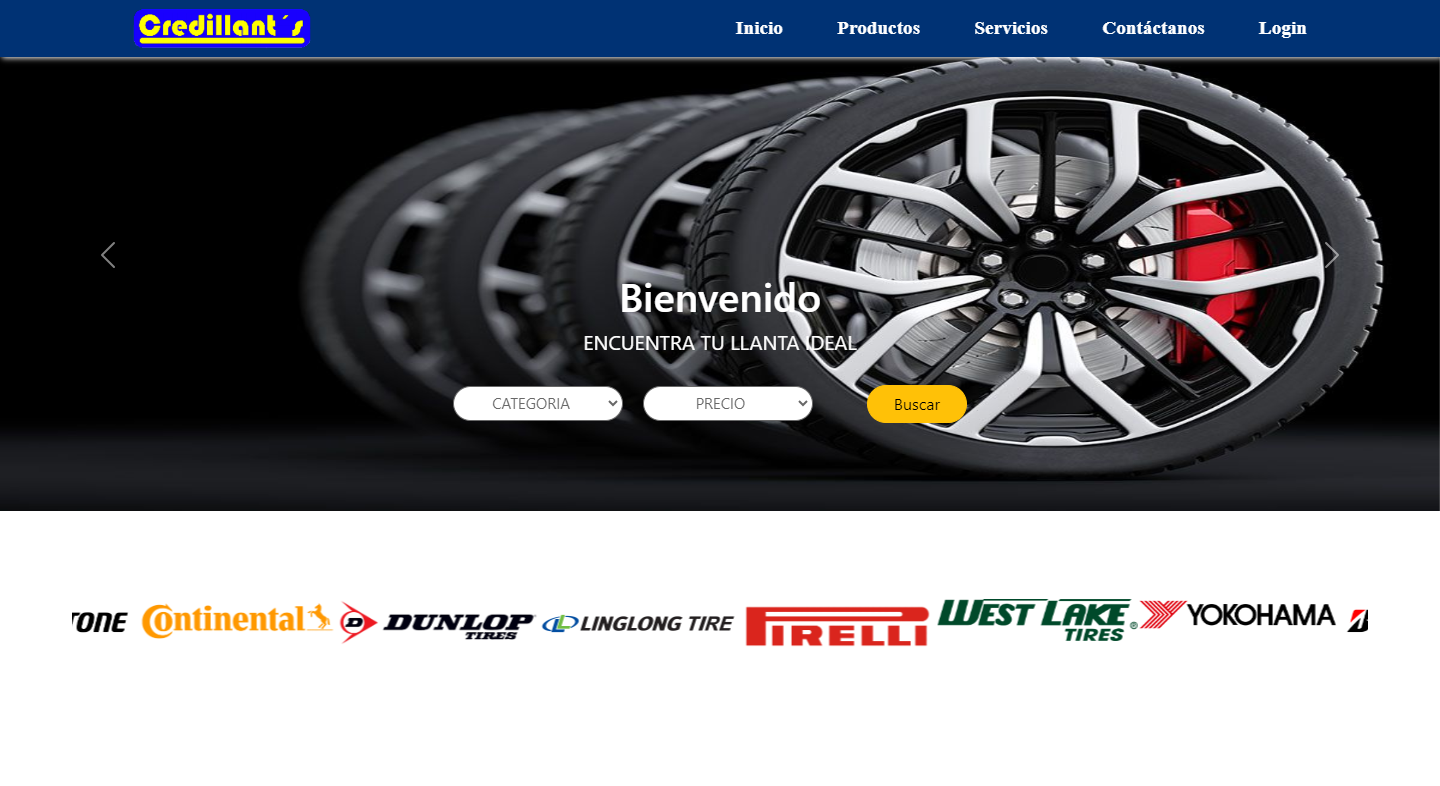 Credillant´s
Inicio
Productos
Servicios
Contáctanos
Login
Bienvenido
ENCUENTRA TU LLANTA IDEAL
CATEGORIA
PRECIO
Buscar
TONE
Continental
D DUNLOP TIRES
LL LINGLONG TIRE
PIRELLI
WEST LAKE TIRES ®
YOKOHAMA